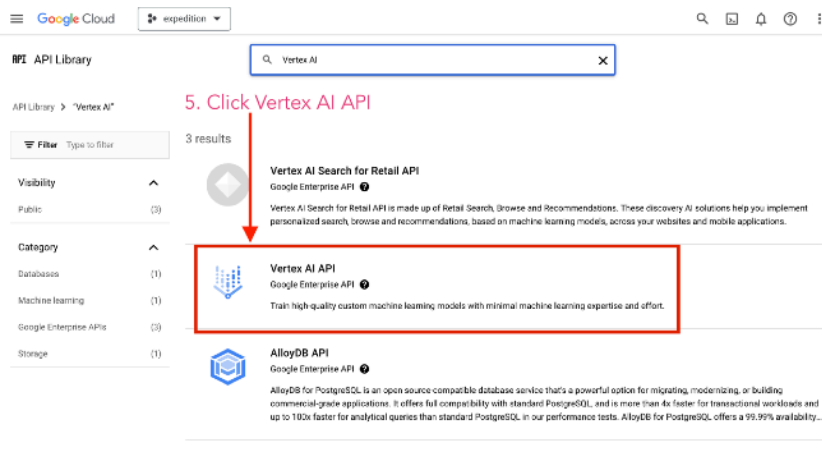 Google Cloud
expedition
API API Library
Vertex AI
API Library > "Vertex AI"
5. Click Vertex AI API
Filter Type to filter
3 results
Visibility
Public (3)
Category
Databases (1)
Machine learning (1)
Google Enterprise APIs (3)
Storage (1)
Vertex AI Search for Retail API
Google Enterprise API
Vertex AI Search for Retail API is made up of Retail Search, Browse and Recommendations. These discovery AI solutions help you implement
personalized search, browse and recommendations, based on machine learning models, across your websites and mobile applications.
Vertex AI API
Google Enterprise API
Train high-quality custom machine learning models with minimal machine learning expertise and effort.
AlloyDB API
Google Enterprise API
AlloyDB for PostgreSQL is an open source-compatible database service that's a powerful option for migrating, modernizing, or building
commercial-grade applications. It offers full compatibility with standard PostgreSQL, and is more than 4x faster for transactional workloads and
up to 100x faster for analytical queries than standard PostgreSQL in our performance tests. AlloyDB for PostgreSQL offers a 99.99% availability...